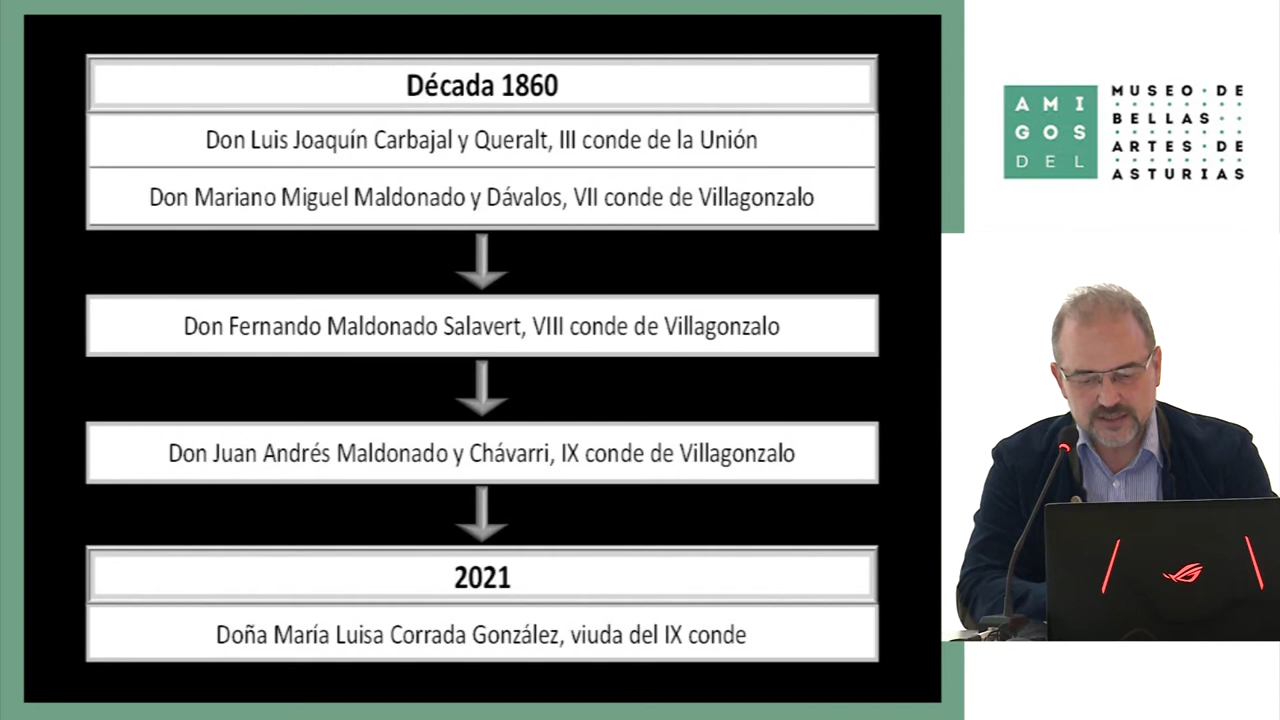 Década 1860
Don Luis Joaquín Carbajal y Queralt, III conde de la Unión
Don Mariano Miguel Maldonado y Dávalos, VII conde de Villagonzalo
Don Fernando Maldonado Salavert, VIII conde de Villagonzalo
Don Juan Andrés Maldonado y Chávarri, IX conde de Villagonzalo
2021
Doña María Luisa Corrada González, viuda del IX conde
AMI
GOS
DEL
MUSEO DE
BELLAS
ARTES DE
ASTURIAS